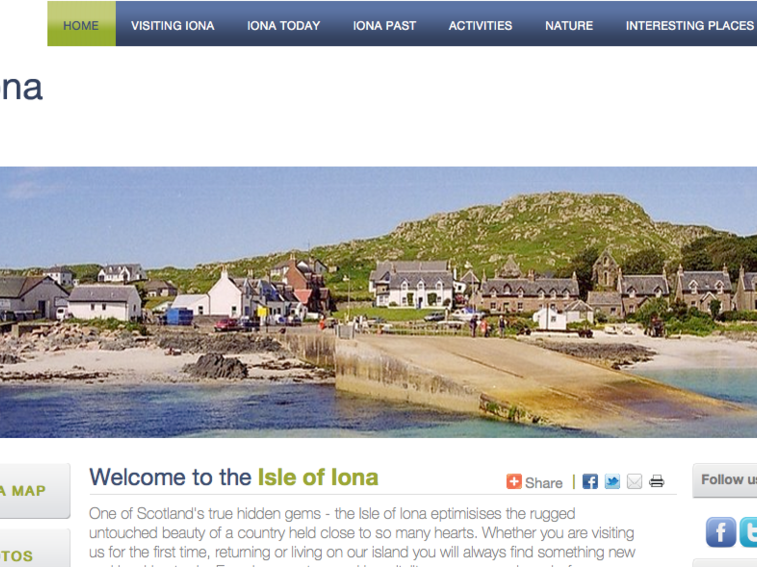 HOME VISITING IONA IONA TODAY IONA PAST ACTIVITIES NATURE INTERESTING PLACES
na
Welcome to the Isle of Iona
Share
Follow us
A MAP
One of Scotland's true hidden gems - the Isle of Iona eptimisises the rugged
untouched beauty of a country held close to so many hearts. Whether you are visiting
us for the first time, returning or living on our island you will always find something new
OTOS